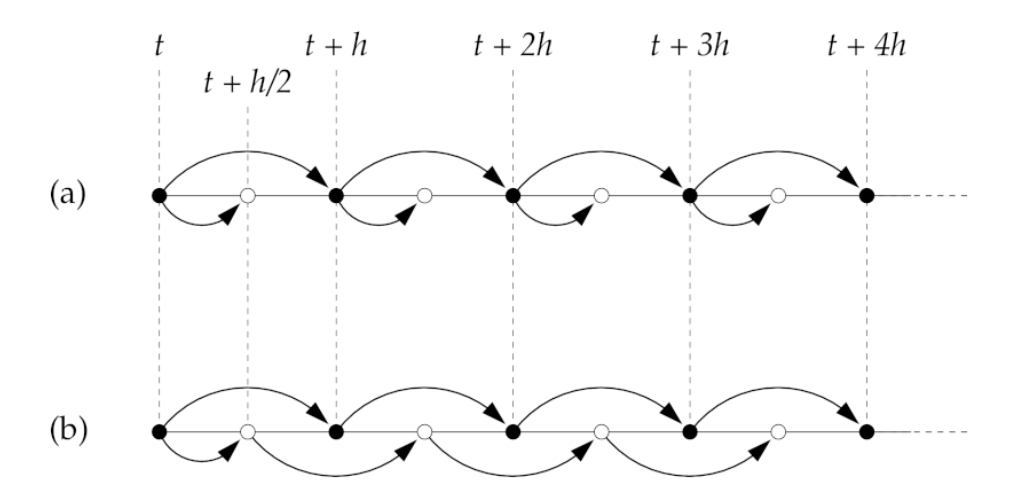 t t + h t + 2h t + 3h t + 4h
t + h/2
(a)
(b)